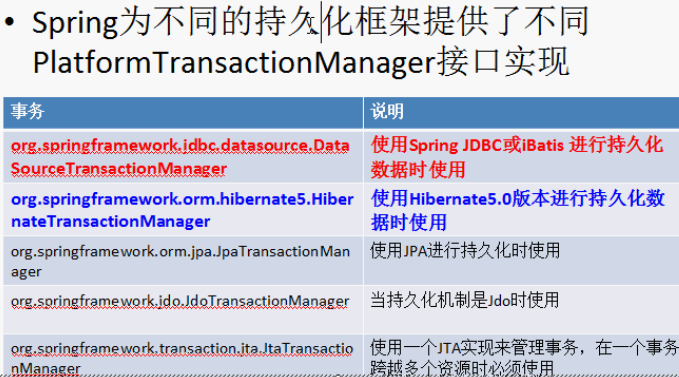 • Spring为不同的持久化框架提供了不同
PlatformTransactionManager接口实现
事务
说明
org.springframework.jdbc.datasource.Data
SourceTransactionManager
使用Spring JDBC或iBatis 进行持久化
数据时使用
org.springframework.orm.hibernate5.Hiber
nateTransactionManager
使用Hibernate5.0版本进行持久化数
据时使用
org.springframework.orm.jpa.JpaTransactionMan
ager
使用JPA进行持久化时使用
org.springframework.jdo.JdoTransactionManager
当持久化机制是Jdo时使用
org.springframework.transaction.jta.JtaTransactio
nManager
使用一个JTA实现来管理事务，在一个事务
跨越多个资源时必须使用